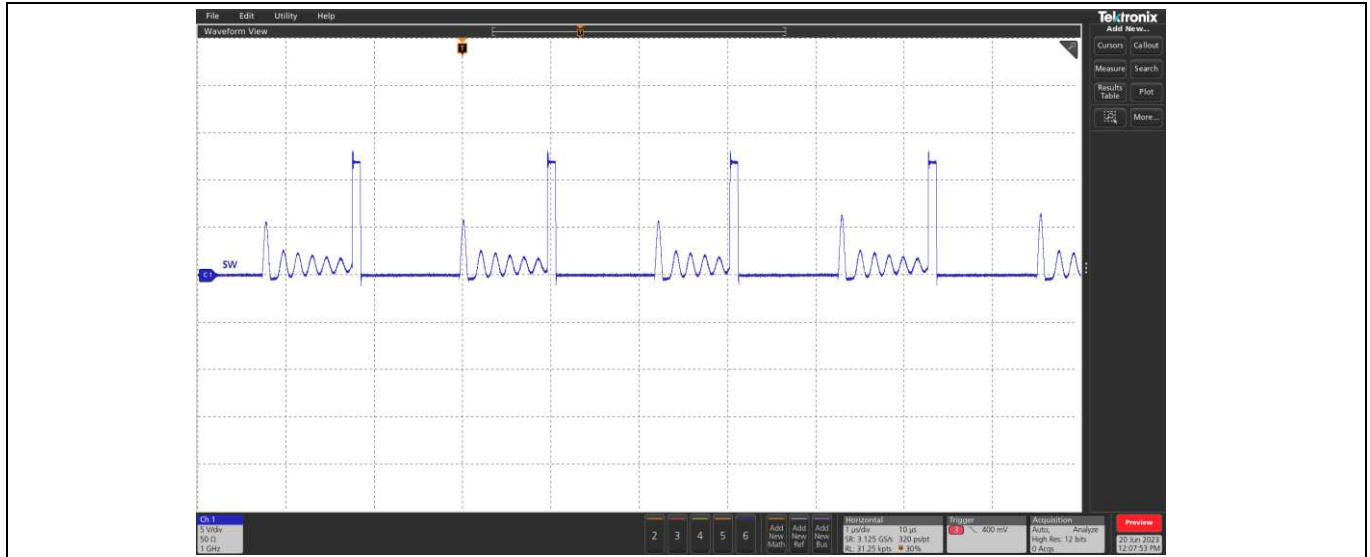 File Edit Utility Help
Tektronix
Waveform View
Add New...
Cursors Callout
Measure Search
Results Table Plot
More...
T
T
C1
SW
Ch 1
5 V/div
50 Ω
1 GHz
2 3 4 5 6
Add New Math
Add New Ref
Add New Bus
Horizontal
1 µs/div 10 µs
SR: 3.125 GS/s 320 ps/pt
RL: 31.25 kpts 30%
Trigger
3 400 mV
Acquisition
Auto, Analyze
High Res: 12 bits
0 Acqs
Preview
20 Jun 2023
12:07:53 PM